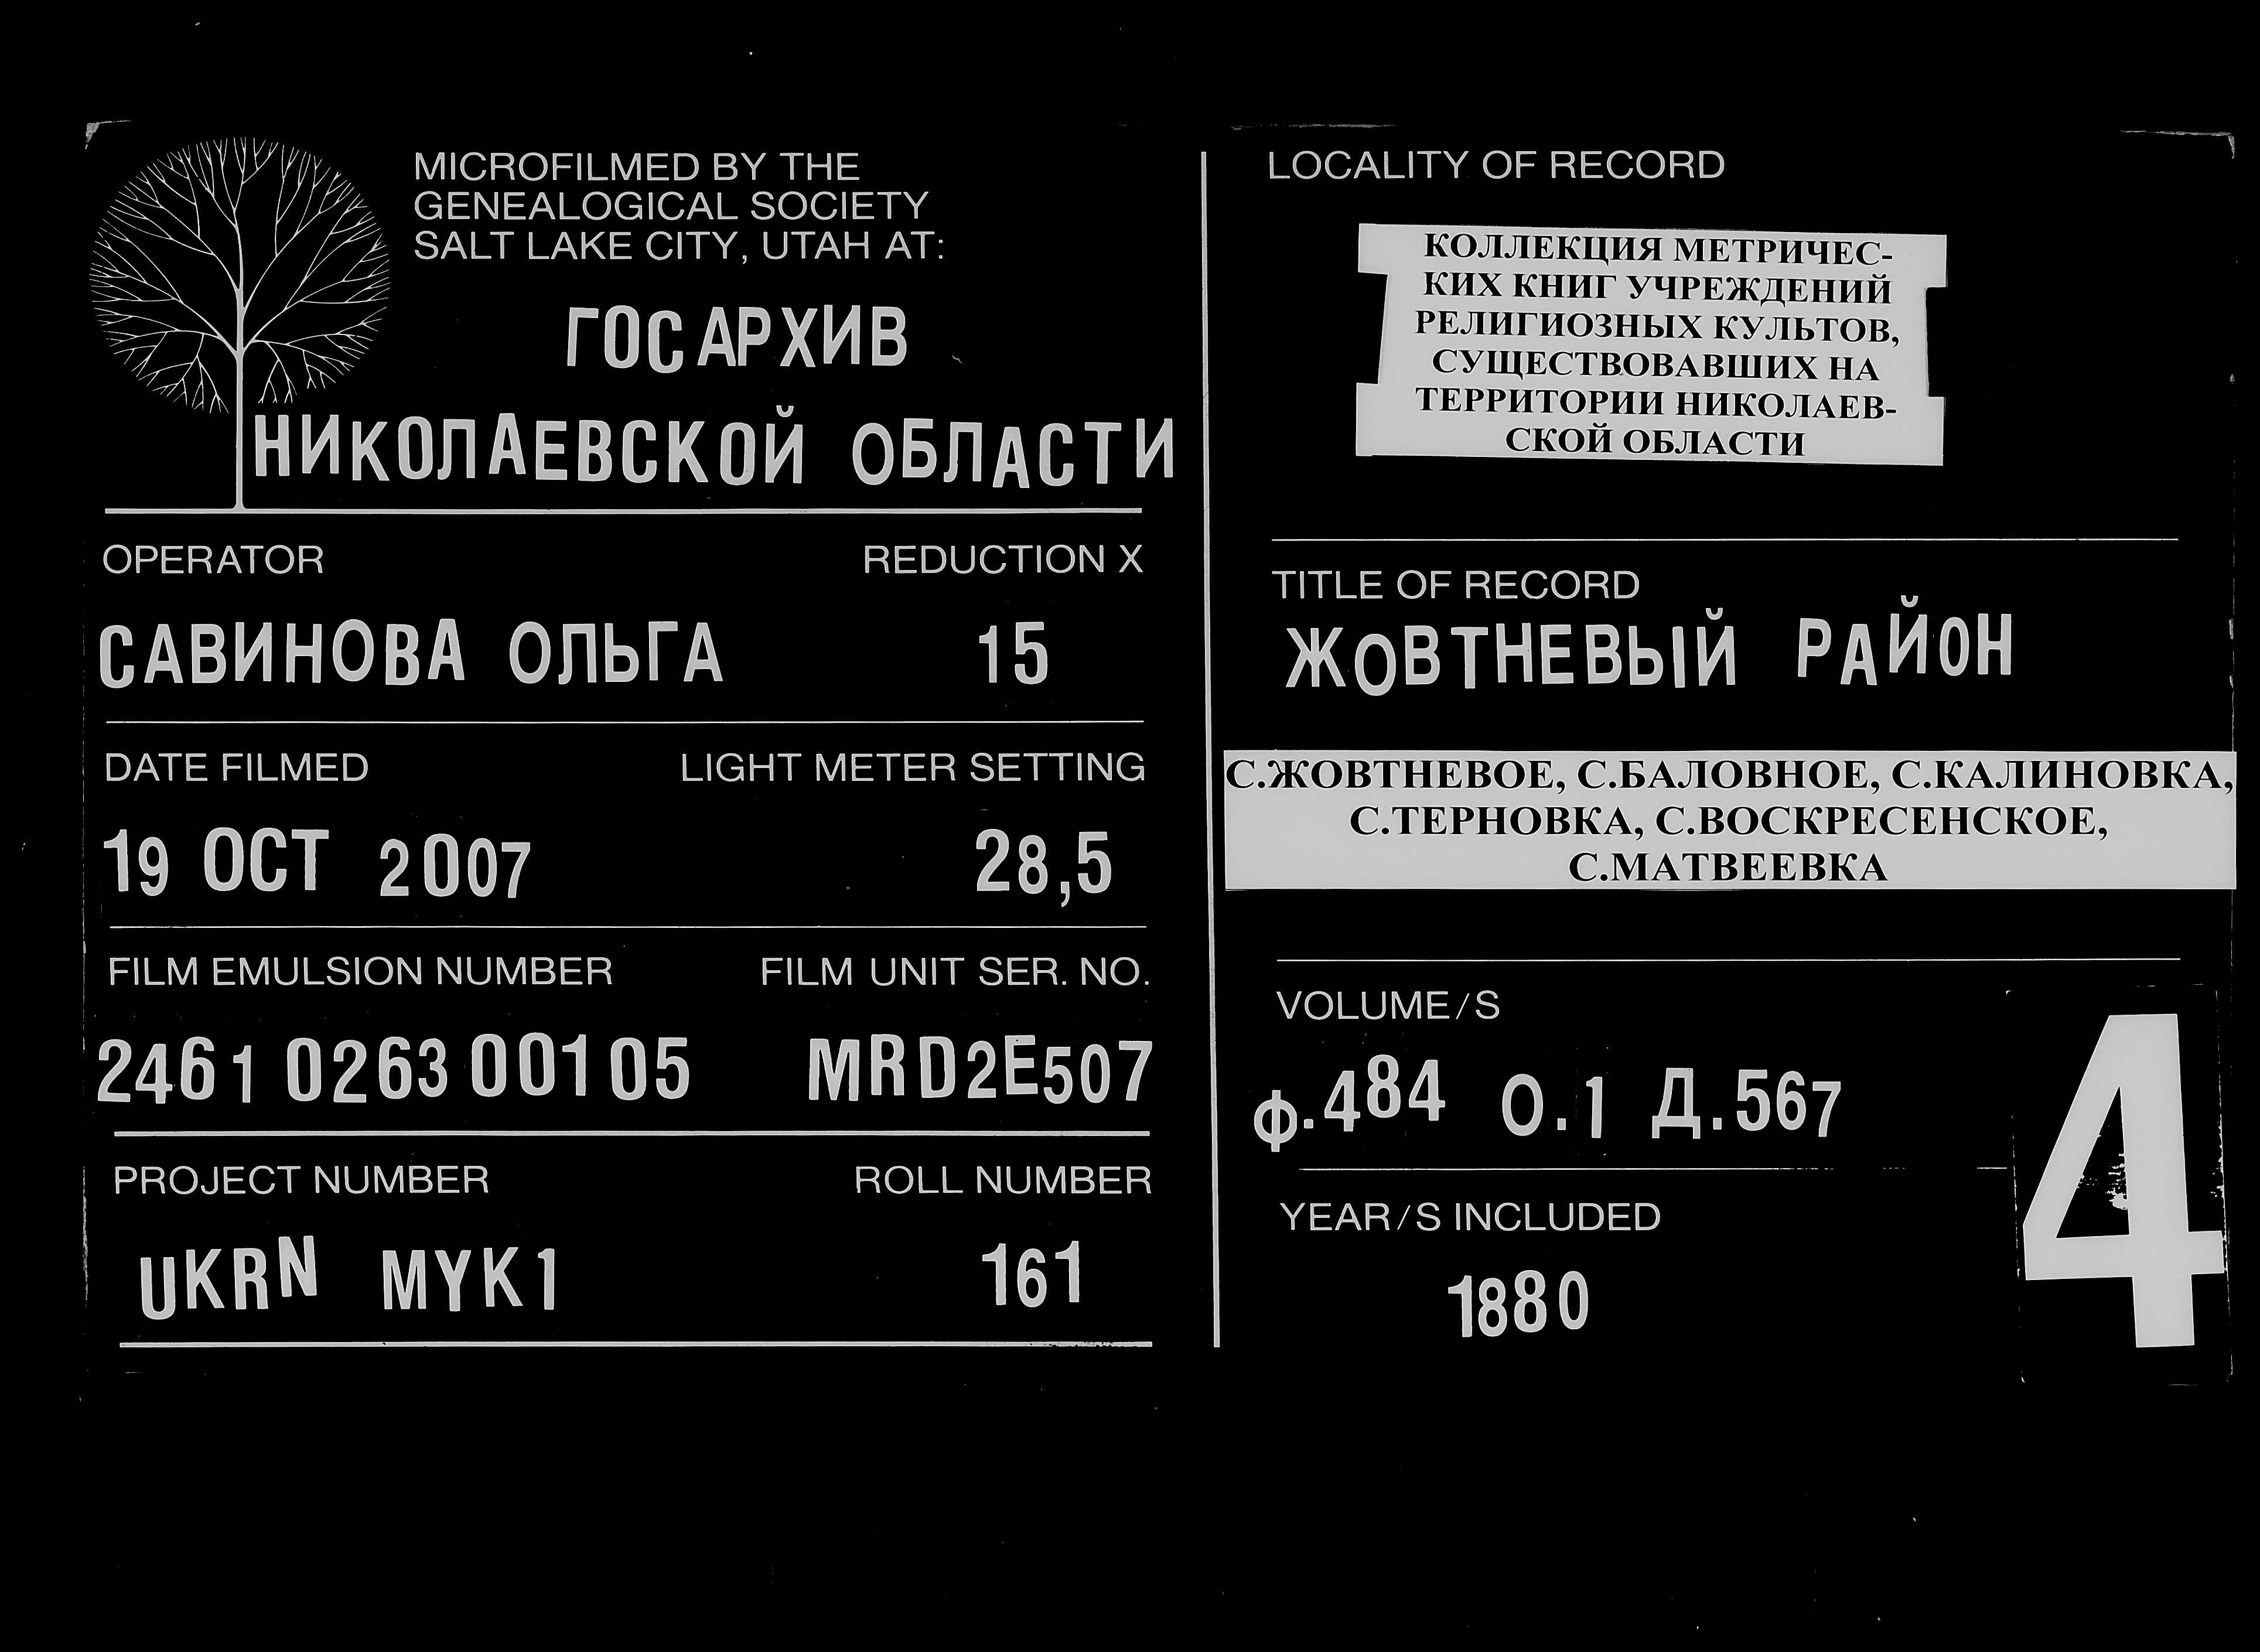 MICROFILMED BY THE
GENEALOGICAL SOCIETY
SALT LAKE CITY, UTAH AT:
ГОСАРХИВ
НИКОЛАЕВСКОЙ ОБЛАСТИ
OPERATOR REDUCTION X
САВИНОВА ОЛЬГА 15
DATE FILMED LIGHT METER SETTING
19 OCT 2007 28,5
FILM EMULSION NUMBER FILM UNIT SER. NO.
2461 0263 00105 MRD2E507
PROJECT NUMBER ROLL NUMBER
UKRN MYK1 161
LOCALITY OF RECORD
КОЛЛЕКЦИЯ МЕТРИЧЕС-
КИХ КНИГ УЧРЕЖДЕНИЙ
РЕЛИГИОЗНЫХ КУЛЬТОВ,
СУЩЕСТВОВАВШИХ НА
ТЕРРИТОРИИ НИКОЛАЕВ-
СКОЙ ОБЛАСТИ
TITLE OF RECORD
ЖОВТНЕВЫЙ РАЙОН
С.ЖОВТНЕВОЕ, С.БАЛОВНОЕ, С.КАЛИНОВКА,
С.ТЕРНОВКА, С.ВОСКРЕСЕНСКОЕ,
С.МАТВЕЕВКА
VOLUME/S
Ф.484 О.1 Д.567
YEAR/S INCLUDED
1880
4